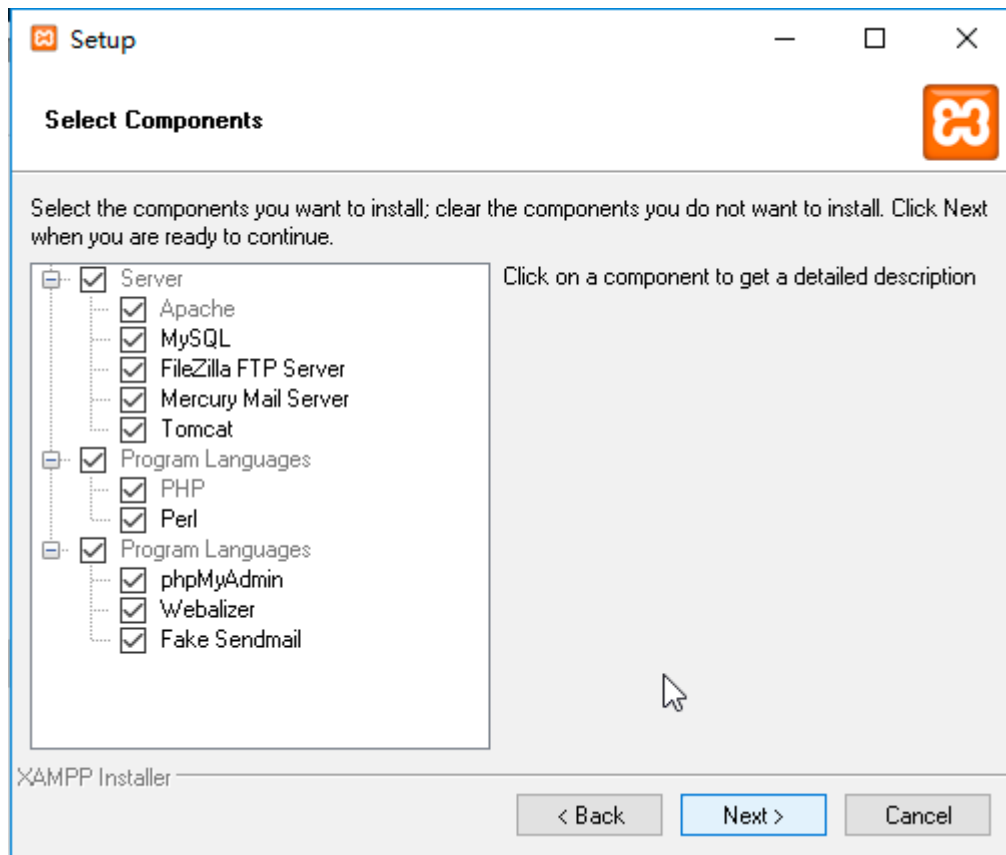 Setup
Select Components
Select the components you want to install; clear the components you do not want to install. Click Next
when you are ready to continue.
Server
Apache
MySQL
FileZilla FTP Server
Mercury Mail Server
Tomcat
Program Languages
PHP
Perl
Program Languages
phpMyAdmin
Webalizer
Fake Sendmail
Click on a component to get a detailed description
XAMPP Installer
< Back
Next >
Cancel